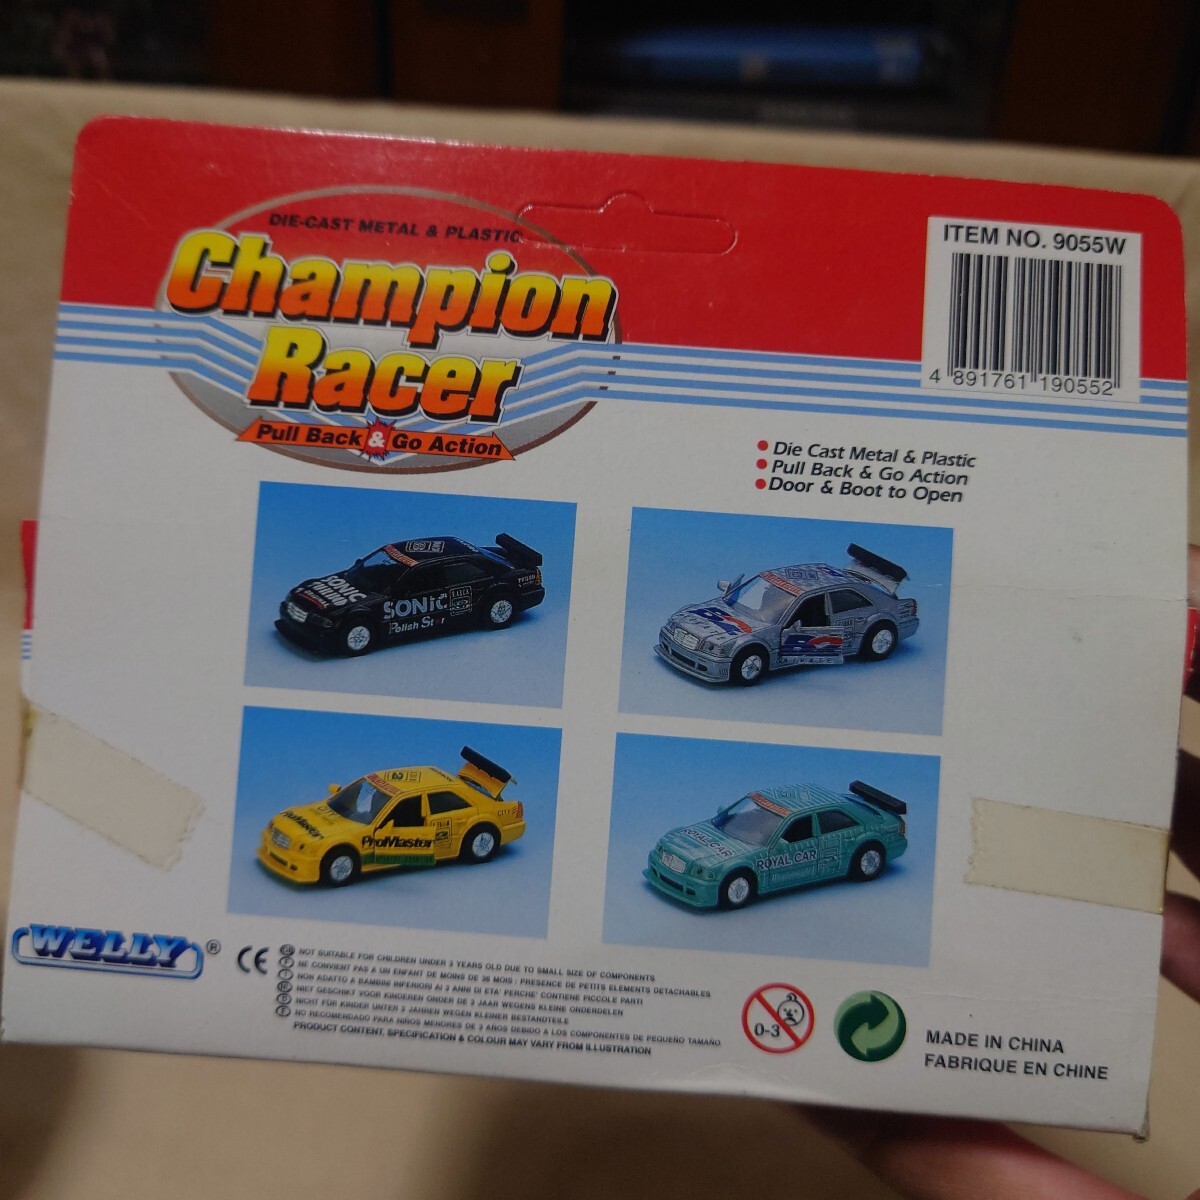 DIE-CAST METAL & PLASTIC
Champion
Racer
Pull Back & Go Action
ITEM NO. 9055W
4 891761 190552
Die Cast Metal & Plastic
Pull Back & Go Action
Door & Boot to Open
SONIC
SONIC
Polish Star
ProMaster
ProMaster
ROYAL CAR
ROYAL CAR
WELLY®
CE
NOT SUITABLE FOR CHILDREN UNDER 3 YEARS OLD DUE TO SMALL SIZE OF COMPONENTS
NE CONVIENT PAS A UN ENFANT DE MOINS DE 36 MOIS : PRESENCE DE PETITS ELEMENTS DETACHABLES
NON ADATTO A BAMBINI INFERIORI AI 3 ANNI DI ETA' PERCHE' CONTIENE PICCOLE PARTI
NIET GESCHIKT VOOR KINDEREN ONDER DE 3 JAAR WEGENS KLEINE ONDERDELEN
NICHT FÜR KINDER UNTER 3 JAHREN WEGEN KLEINER BESTANDTEILE
NO RECOMENDADO PARA NIÑOS MENORES DE 3 AÑOS DEBIDO A LOS COMPONENTES DE PEQUEÑO TAMAÑO
PRODUCT CONTENT, SPECIFICATION & COLOUR MAY VARY FROM ILLUSTRATION
0-3
MADE IN CHINA
FABRIQUE EN CHINE